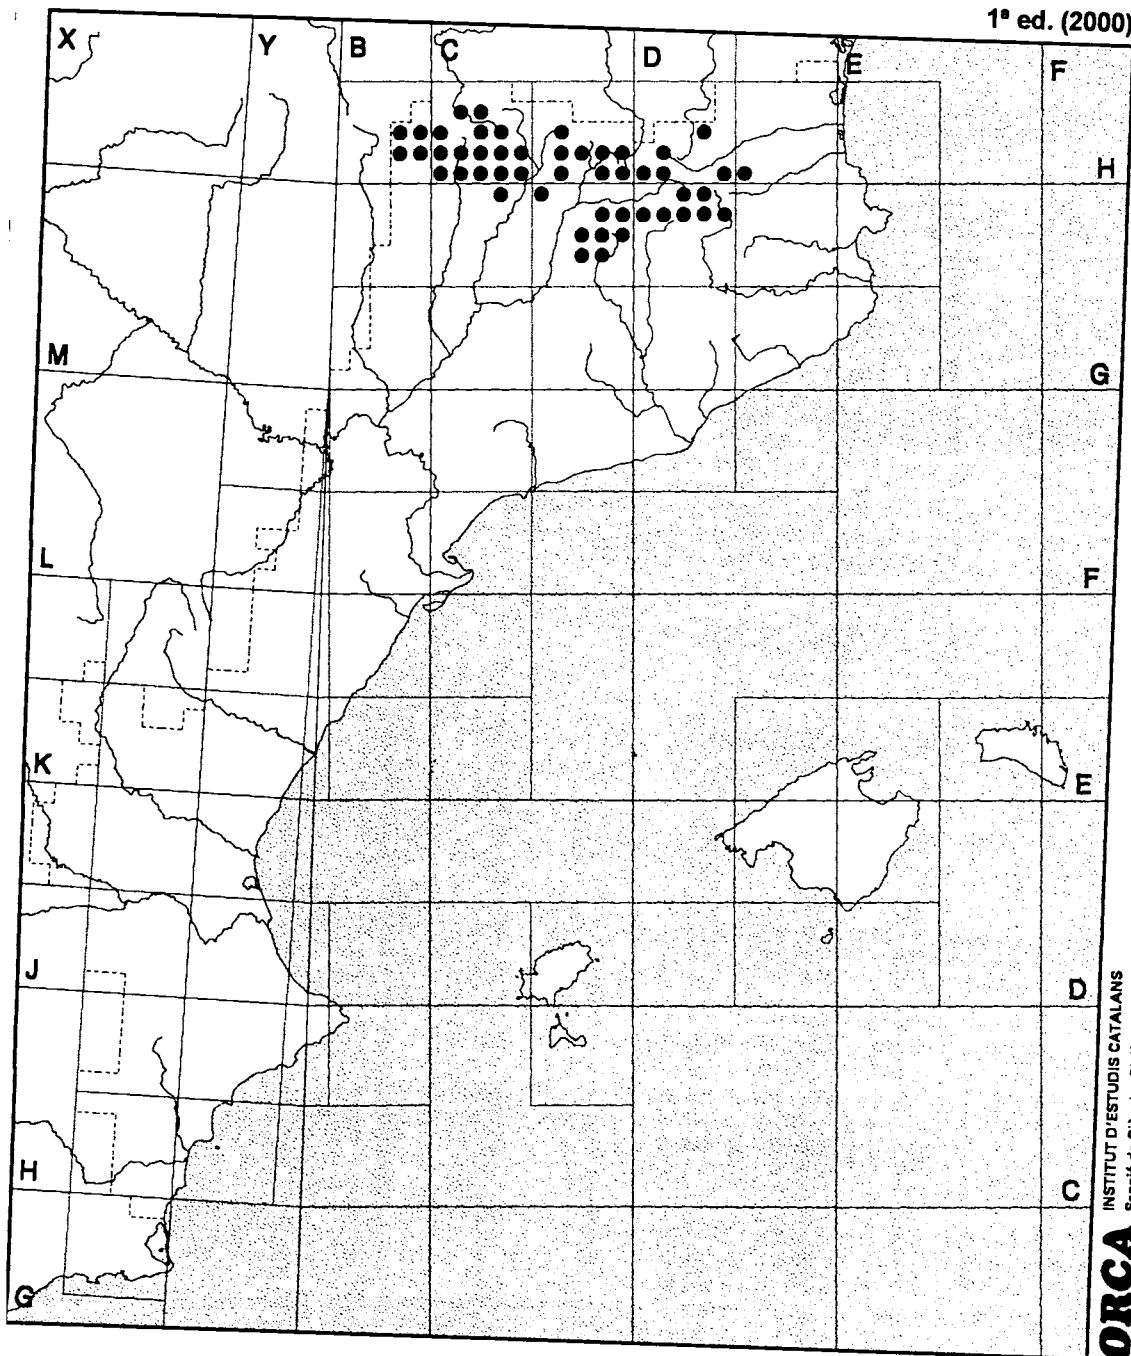 1ª ed. (2000)
X Y B C D E F
H
M G
L F
K E
J D
H C
G
ORCA INSTITUT D'ESTUDIS CATALANS